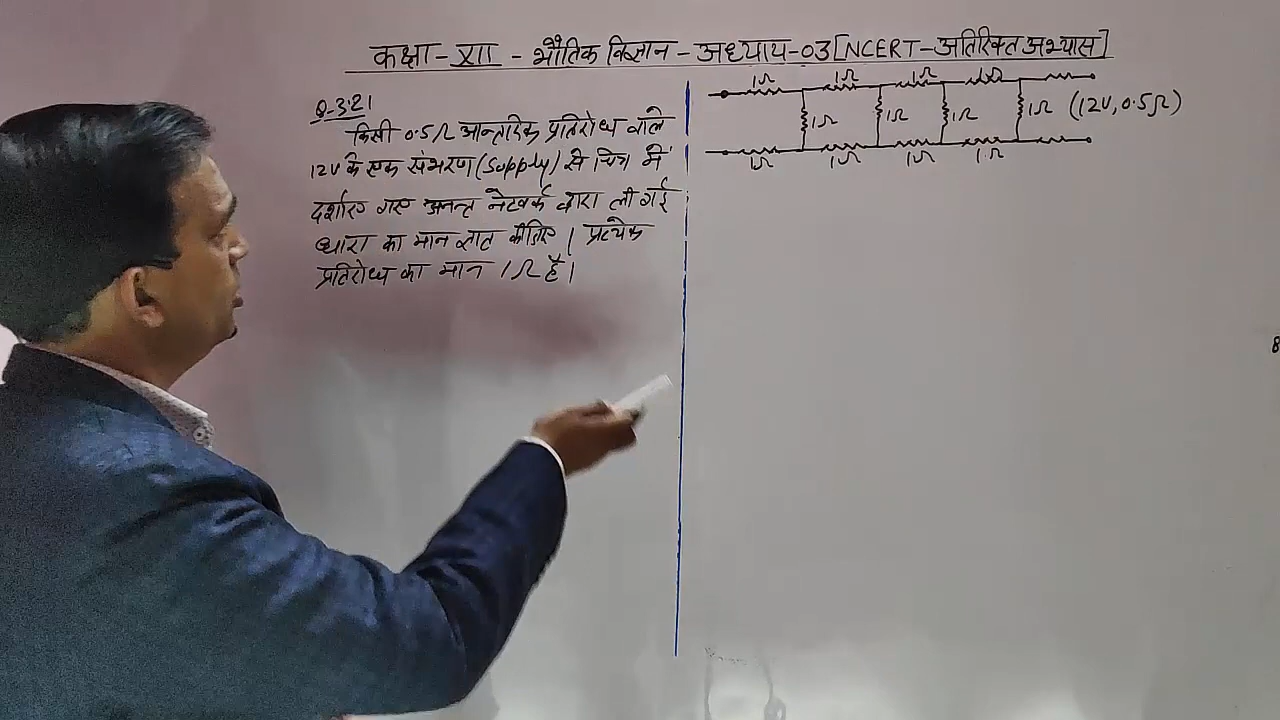 कक्षा-XII - भौतिक विज्ञान - अध्याय-03 [NCERT-अतिरिक्त अभ्यास]
Q-3.21
किसी 0.5Ω आन्तरिक प्रतिरोध वाले
12V के एक संभरण (Supply) से चित्र में
दर्शाए गए अनन्त नेटवर्क द्वारा ली गई
धारा का मान ज्ञात कीजिए। प्रत्येक
प्रतिरोध का मान 1Ω है।
1Ω 1Ω 1Ω 1Ω
1Ω 1Ω 1Ω 1Ω (12V, 0.5Ω)
1Ω 1Ω 1Ω 1Ω